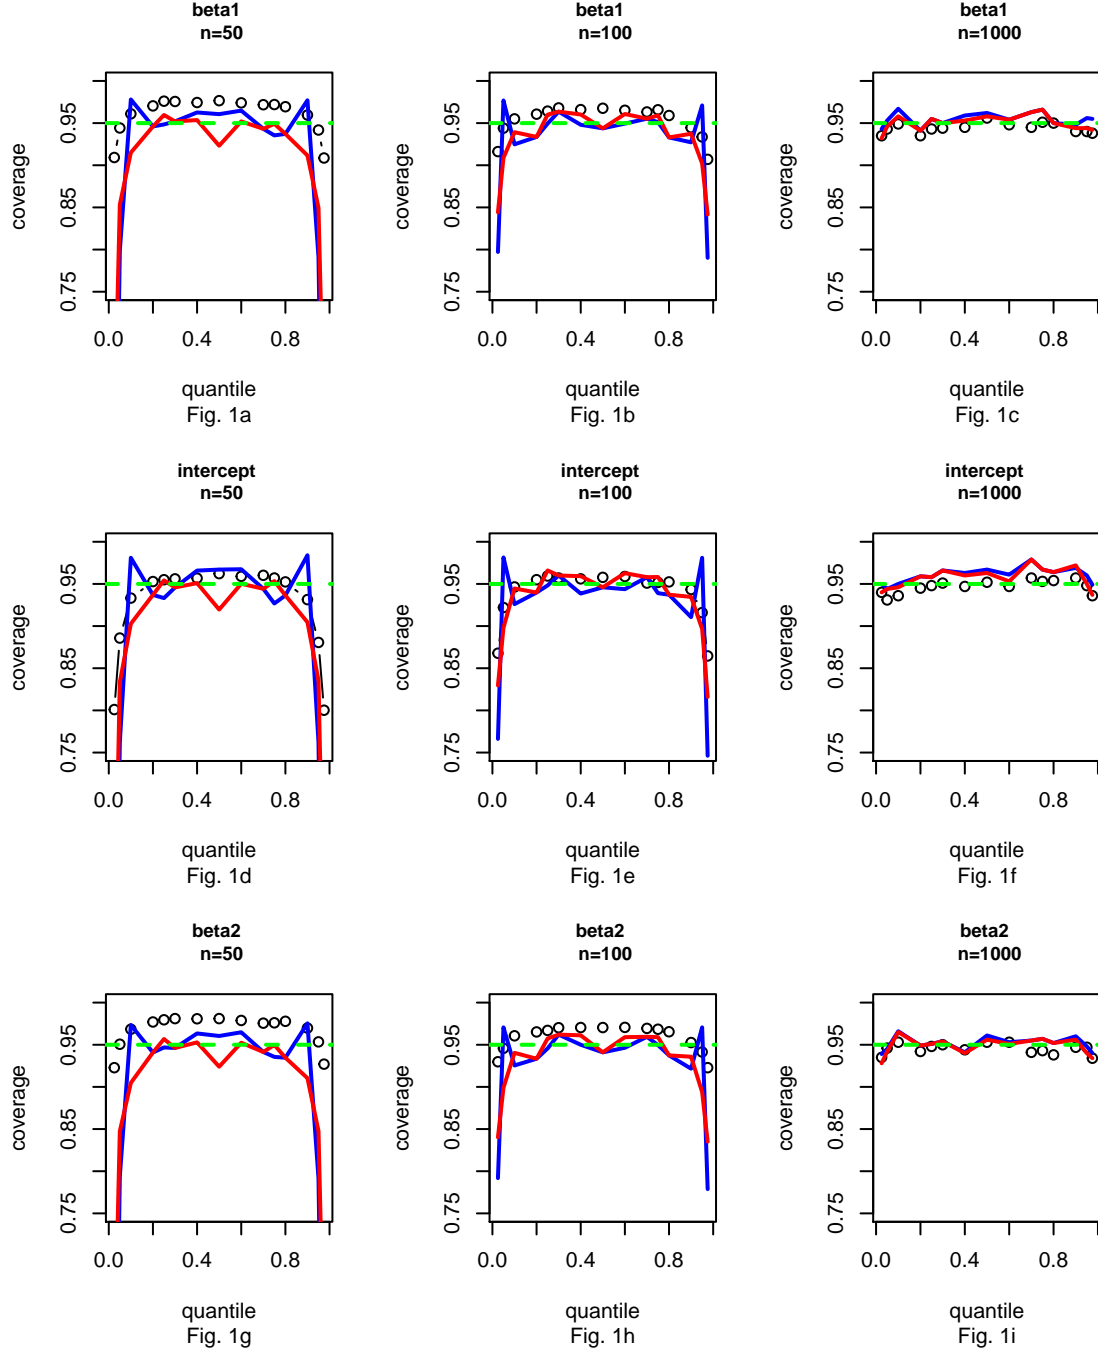 beta1
n=50
coverage
0.95
0.85
0.75
0.0 0.4 0.8
quantile
Fig. 1a
beta1
n=100
coverage
0.95
0.85
0.75
0.0 0.4 0.8
quantile
Fig. 1b
beta1
n=1000
coverage
0.95
0.85
0.75
0.0 0.4 0.8
quantile
Fig. 1c
intercept
n=50
coverage
0.95
0.85
0.75
0.0 0.4 0.8
quantile
Fig. 1d
intercept
n=100
coverage
0.95
0.85
0.75
0.0 0.4 0.8
quantile
Fig. 1e
intercept
n=1000
coverage
0.95
0.85
0.75
0.0 0.4 0.8
quantile
Fig. 1f
beta2
n=50
coverage
0.95
0.85
0.75
0.0 0.4 0.8
quantile
Fig. 1g
beta2
n=100
coverage
0.95
0.85
0.75
0.0 0.4 0.8
quantile
Fig. 1h
beta2
n=1000
coverage
0.95
0.85
0.75
0.0 0.4 0.8
quantile
Fig. 1i